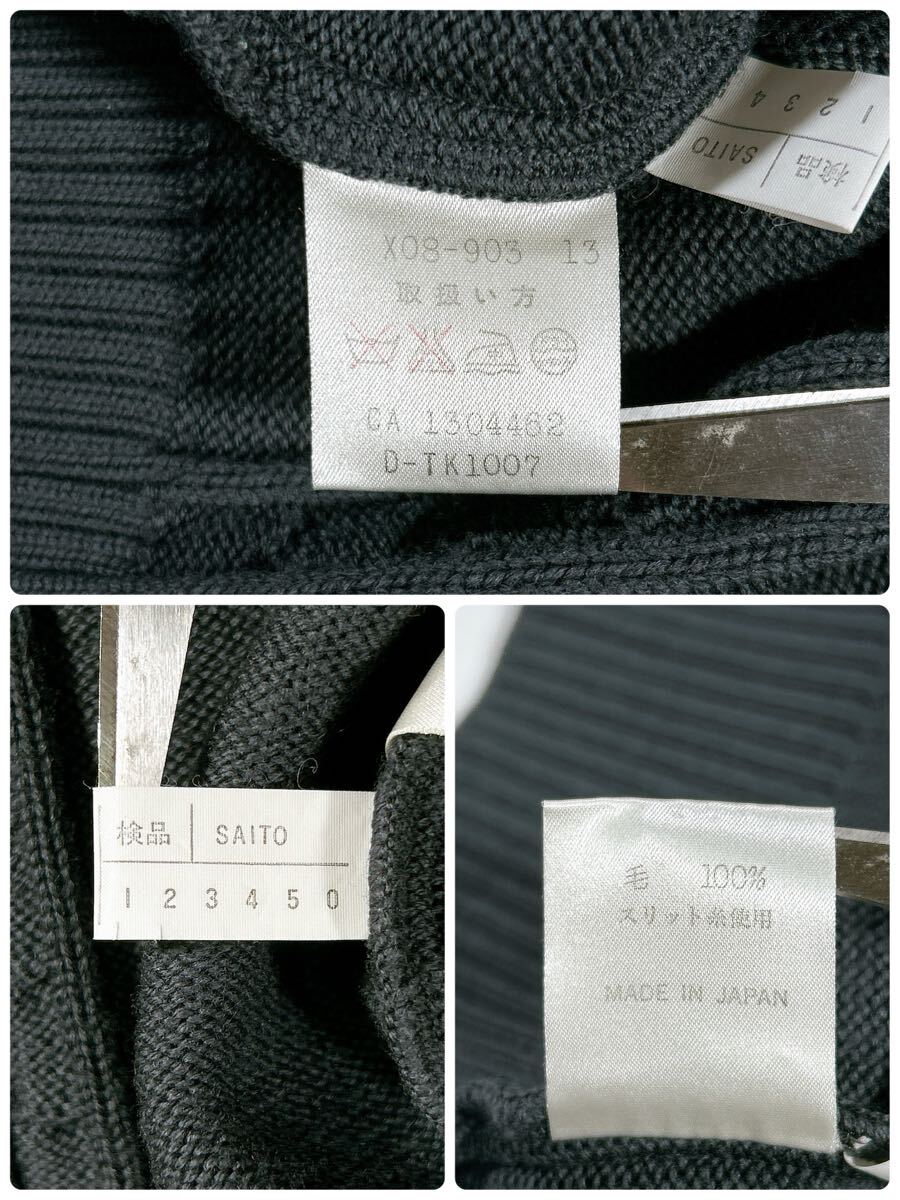 X08-903 13
取扱い方
CA 1304462
D-TK1007
検品 SAITO
1 2 3 4
検品 SAITO
1 2 3 4 5 0
毛 100%
スリット糸使用
MADE IN JAPAN